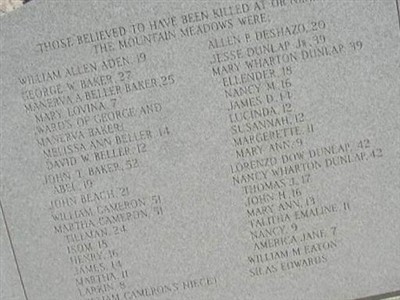 THOSE BELIEVED TO HAVE BEEN KILLED AT OR
THE MOUNTAIN MEADOWS WERE:
WILLIAM ALLEN ADEN, 19
GEORGE W. BAKER, 27
MANERVA A. BELLER BAKER, 25
MARY LOVINA, 7
WARDS OF GEORGE AND
MANERVA BAKER:
MELISSA ANN BELLER, 14
DAVID W. BELLER, 12
JOHN T. BAKER, 52
ABEL, 19
JOHN BEACH, 21
WILLIAM CAMERON, 51
MARTHA CAMERON, 51
TILLMAN, 24
ISOM, 18
HENRY, 16
JAMES, 14
MARTHA, 11
LARKIN, 8
CAMERON'S NIECE:
ALLEN P. DESHAZO, 20
JESSE DUNLAP JR, 39
MARY WHARTON DUNLAP, 39
ELLENDER, 18
NANCY M, 16
JAMES D, 14
LUCINDA, 12
SUSANNAH, 12
MARGERETTE, 11
MARY ANN, 9
LORENZO DOW DUNLAP, 42
NANCY WHARTON DUNLAP, 42
THOMAS J, 17
JOHN H, 16
MARY ANN, 13
TALITHA EMALINE, 11
NANCY, 9
AMERICA JANE, 7
WILLIAM M. EATON
SILAS EDWARDS